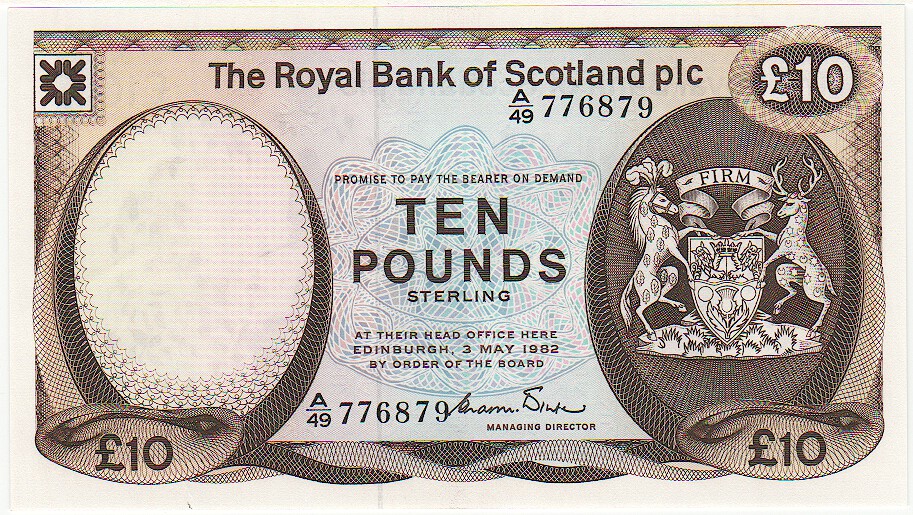 The Royal Bank of Scotland plc
£10
A/49 776879
FIRM
PROMISE TO PAY THE BEARER ON DEMAND
TEN
POUNDS
STERLING
AT THEIR HEAD OFFICE HERE
EDINBURGH, 3 MAY 1982
BY ORDER OF THE BOARD
A/49 776879
MANAGING DIRECTOR
£10
£10